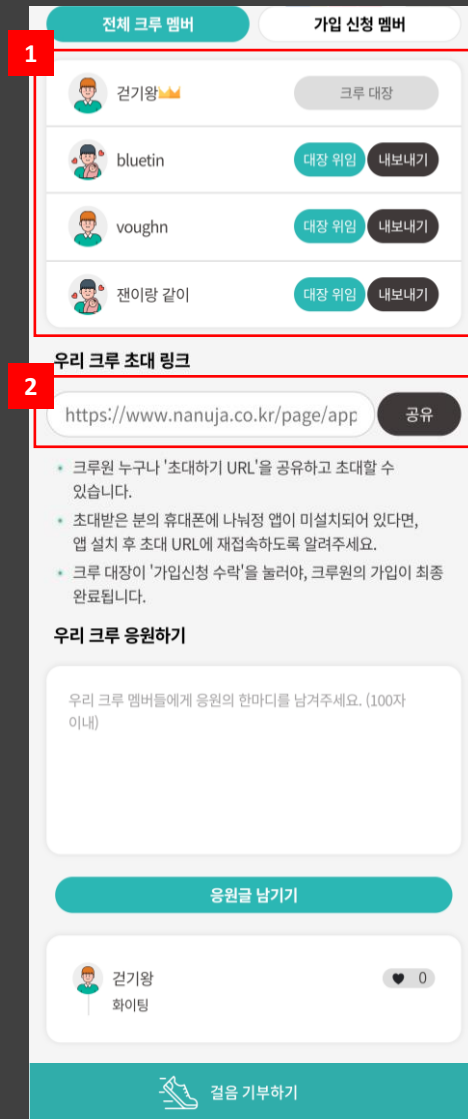 전체 크루 멤버
가입 신청 멤버
1
걷기왕
크루 대장
bluetin
대장 위임
내보내기
voughn
대장 위임
내보내기
잰이랑 같이
대장 위임
내보내기
우리 크루 초대 링크
2
https://www.nanuja.co.kr/page/app
공유
크루원 누구나 '초대하기 URL'을 공유하고 초대할 수
있습니다.
초대받은 분의 휴대폰에 나눠정 앱이 미설치되어 있다면,
앱 설치 후 초대 URL에 재접속하도록 알려주세요.
크루 대장이 '가입신청 수락'을 눌러야, 크루원의 가입이 최종
완료됩니다.
우리 크루 응원하기
우리 크루 멤버들에게 응원의 한마디를 남겨주세요. (100자
이내)
응원글 남기기
걷기왕
0
화이팅
걸음 기부하기